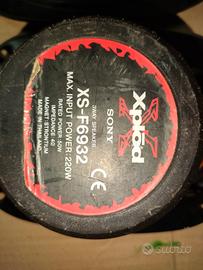 Xplod
SONY
3WAY SPEAKER
XS-F6932
MAX. INPUT POWER:220W
RATED POWER:50W
IMPEDANCE 4Ω
MAGNET:STRONTIUM
MADE IN THAILAND
CE
subito